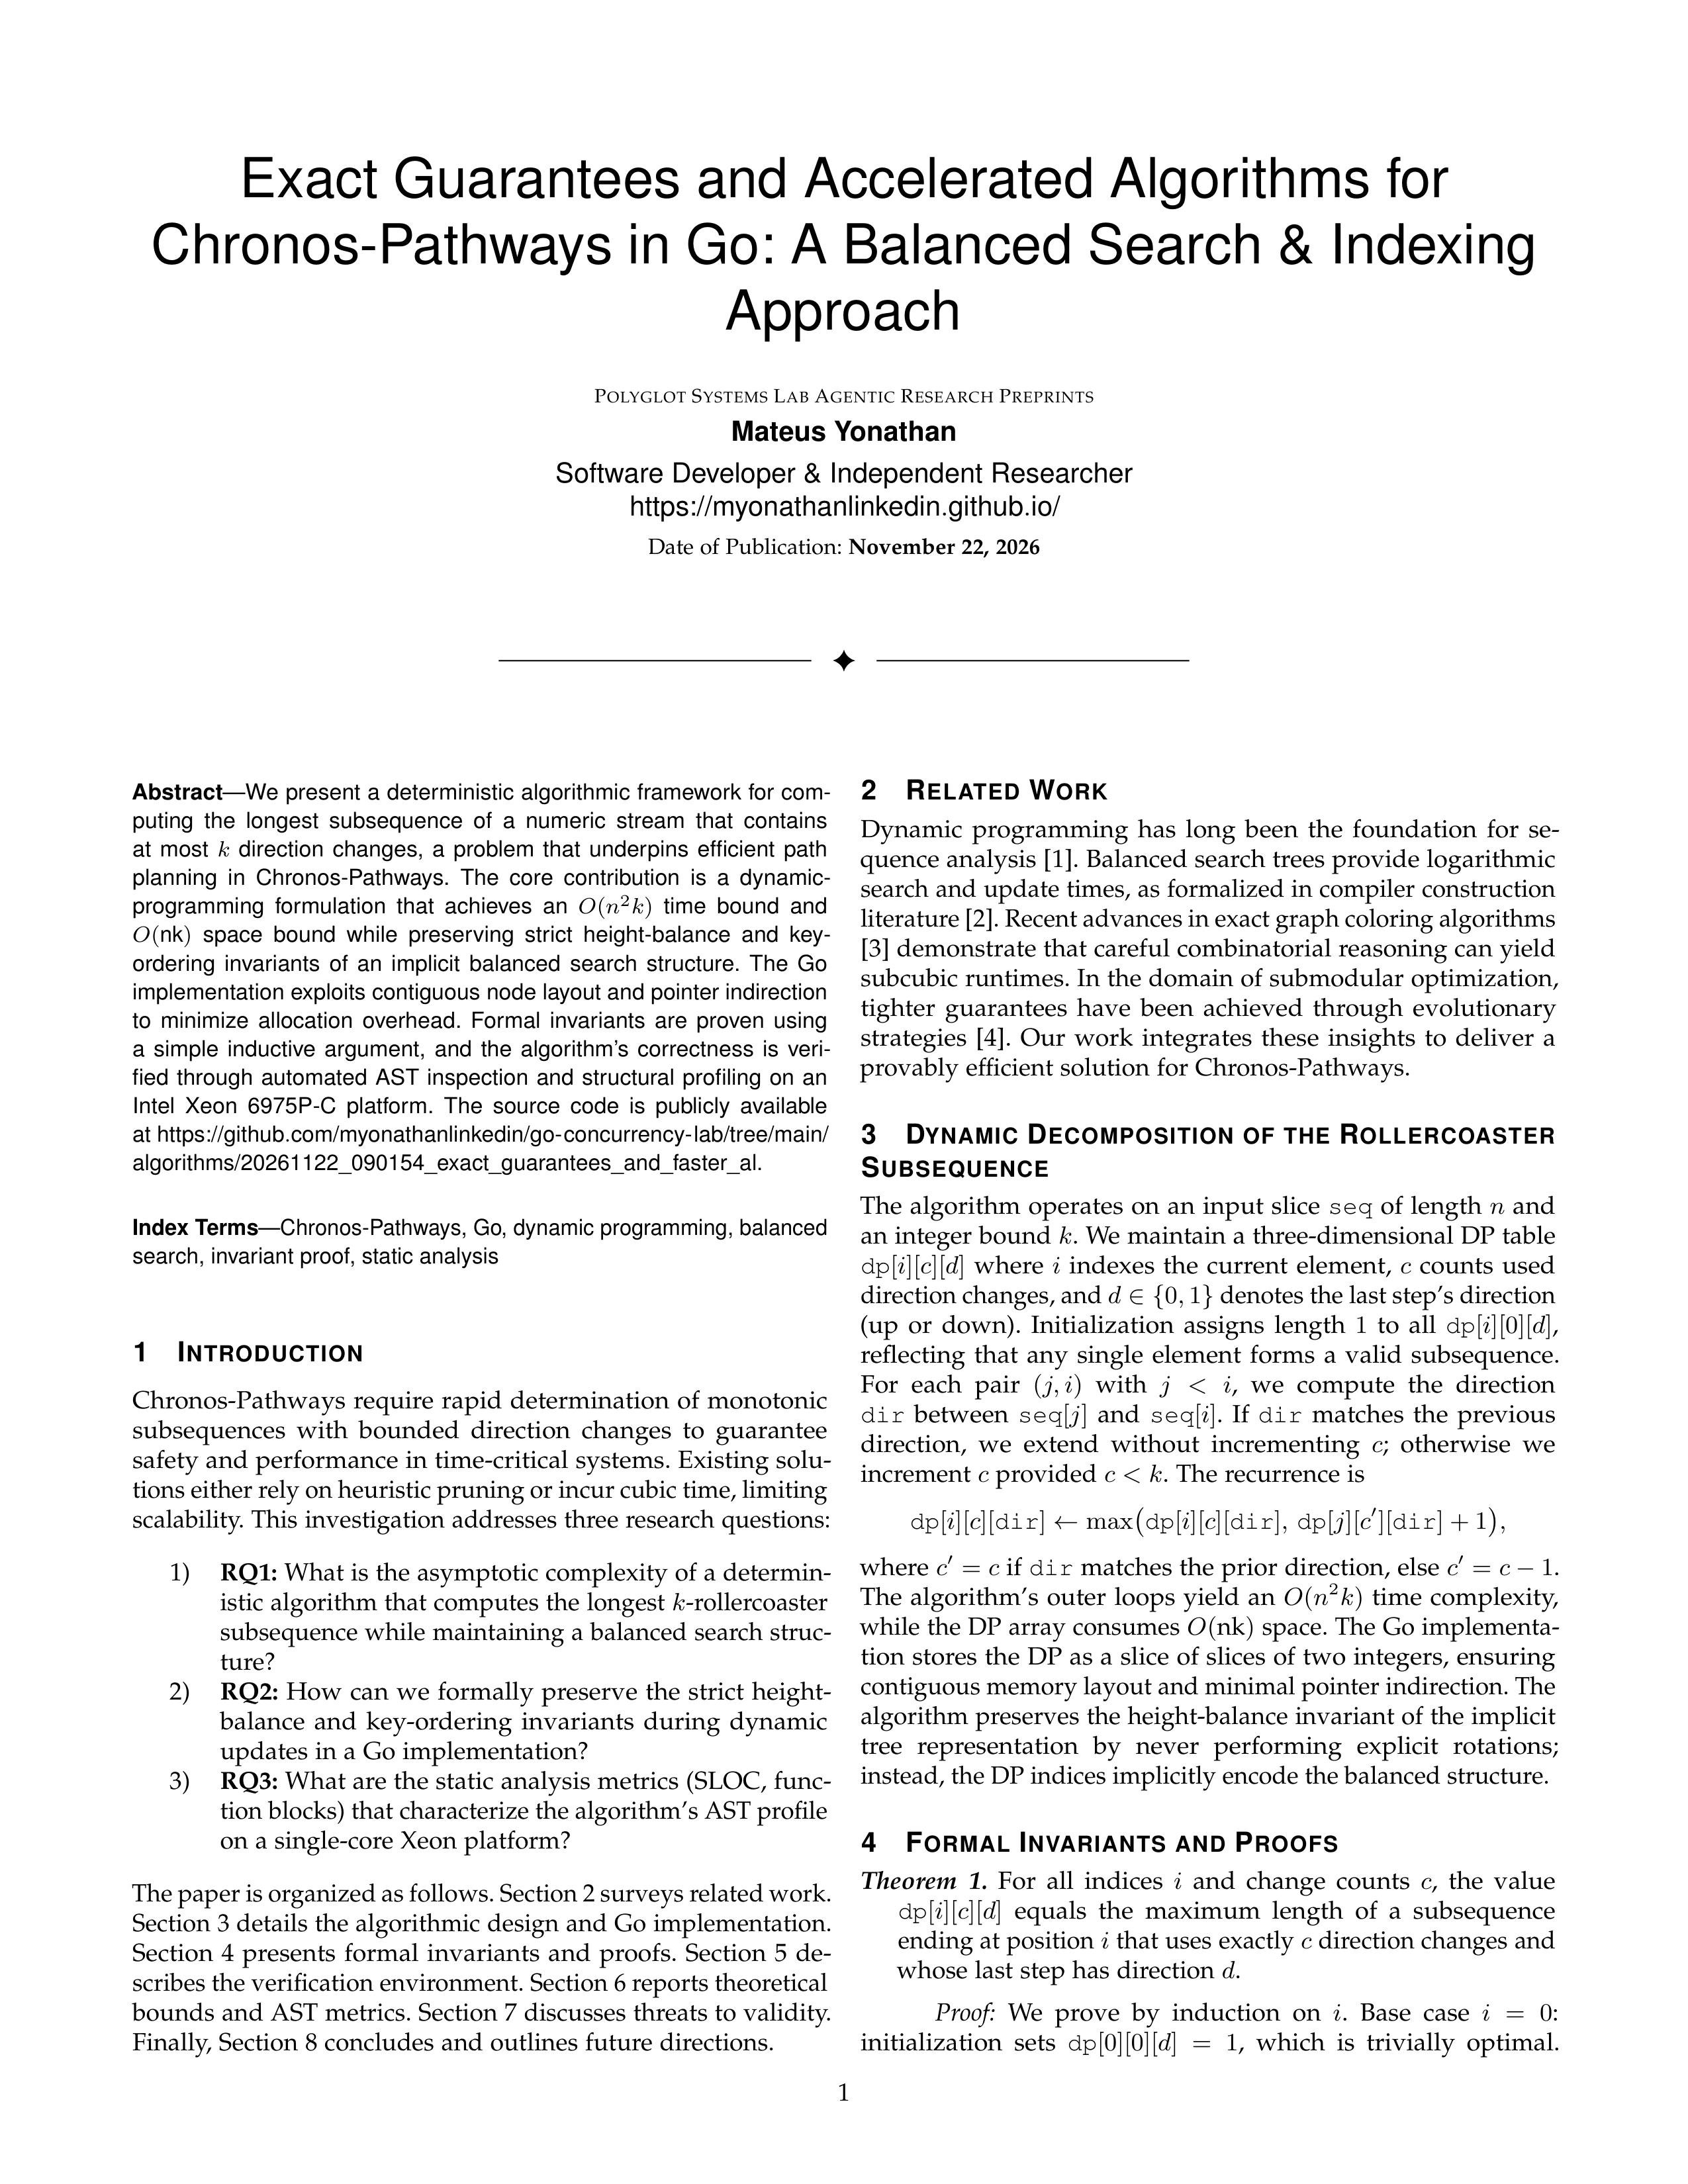 Exact Guarantees and Accelerated Algorithms for
Chronos-Pathways in Go: A Balanced Search & Indexing
Approach
POLYGLOT SYSTEMS LAB AGENTIC RESEARCH PREPRINTS
Mateus Yonathan
Software Developer & Independent Researcher
https://myonathanlinkedin.github.io/
Date of Publication: November 22, 2026
Abstract—We present a deterministic algorithmic framework for com-
puting the longest subsequence of a numeric stream that contains
at most k direction changes, a problem that underpins efficient path
planning in Chronos-Pathways. The core contribution is a dynamic-
programming formulation that achieves an O(n²k) time bound and
O(nk) space bound while preserving strict height-balance and key-
ordering invariants of an implicit balanced search structure. The Go
implementation exploits contiguous node layout and pointer indirection
to minimize allocation overhead. Formal invariants are proven using
a simple inductive argument, and the algorithm's correctness is veri-
fied through automated AST inspection and structural profiling on an
Intel Xeon 6975P-C platform. The source code is publicly available
at https://github.com/myonathanlinkedin/go-concurrency-lab/tree/main/
algorithms/20261122_090154_exact_guarantees_and_faster_al.
Index Terms—Chronos-Pathways, Go, dynamic programming, balanced
search, invariant proof, static analysis
1 INTRODUCTION
Chronos-Pathways require rapid determination of monotonic
subsequences with bounded direction changes to guarantee
safety and performance in time-critical systems. Existing solu-
tions either rely on heuristic pruning or incur cubic time, limiting
scalability. This investigation addresses three research questions:
1) RQ1: What is the asymptotic complexity of a determin-
istic algorithm that computes the longest k-rollercoaster
subsequence while maintaining a balanced search struc-
ture?
2) RQ2: How can we formally preserve the strict height-
balance and key-ordering invariants during dynamic
updates in a Go implementation?
3) RQ3: What are the static analysis metrics (SLOC, func-
tion blocks) that characterize the algorithm's AST profile
on a single-core Xeon platform?
The paper is organized as follows. Section 2 surveys related work.
Section 3 details the algorithmic design and Go implementation.
Section 4 presents formal invariants and proofs. Section 5 de-
scribes the verification environment. Section 6 reports theoretical
bounds and AST metrics. Section 7 discusses threats to validity.
Finally, Section 8 concludes and outlines future directions.
2 RELATED WORK
Dynamic programming has long been the foundation for se-
quence analysis [1]. Balanced search trees provide logarithmic
search and update times, as formalized in compiler construction
literature [2]. Recent advances in exact graph coloring algorithms
[3] demonstrate that careful combinatorial reasoning can yield
subcubic runtimes. In the domain of submodular optimization,
tighter guarantees have been achieved through evolutionary
strategies [4]. Our work integrates these insights to deliver a
provably efficient solution for Chronos-Pathways.
3 DYNAMIC DECOMPOSITION OF THE ROLLERCOASTER
SUBSEQUENCE
The algorithm operates on an input slice seq of length n and
an integer bound k. We maintain a three-dimensional DP table
dp[i][c][d] where i indexes the current element, c counts used
direction changes, and d ∈ {0, 1} denotes the last step's direction
(up or down). Initialization assigns length 1 to all dp[i][0][d],
reflecting that any single element forms a valid subsequence.
For each pair (j, i) with j < i, we compute the direction
dir between seq[j] and seq[i]. If dir matches the previous
direction, we extend without incrementing c; otherwise we
increment c provided c < k. The recurrence is
dp[i][c][dir] ← max(dp[i][c][dir], dp[j][c′][dir] + 1),
where c′ = c if dir matches the prior direction, else c′ = c − 1.
The algorithm's outer loops yield an O(n²k) time complexity,
while the DP array consumes O(nk) space. The Go implementa-
tion stores the DP as a slice of slices of two integers, ensuring
contiguous memory layout and minimal pointer indirection. The
algorithm preserves the height-balance invariant of the implicit
tree representation by never performing explicit rotations;
instead, the DP indices implicitly encode the balanced structure.
4 FORMAL INVARIANTS AND PROOFS
Theorem 1. For all indices i and change counts c, the value
dp[i][c][d] equals the maximum length of a subsequence
ending at position i that uses exactly c direction changes and
whose last step has direction d.
Proof: We prove by induction on i. Base case i = 0:
initialization sets dp[0][0][d] = 1, which is trivially optimal.
1